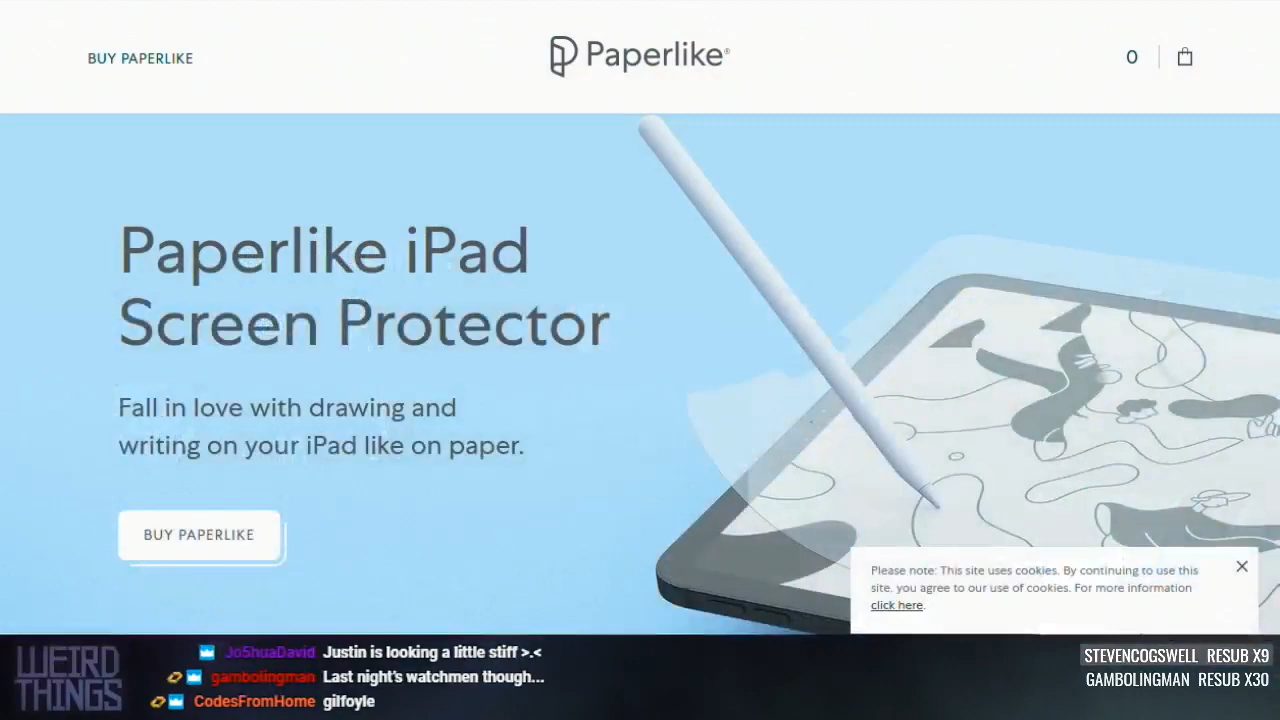 BUY PAPERLIKE
Paperlike®
0
Paperlike iPad
Screen Protector
Fall in love with drawing and
writing on your iPad like on paper.
BUY PAPERLIKE
Please note: This site uses cookies. By continuing to use this
site, you agree to our use of cookies. For more information
click here.
WEIRD
THINGS
Jo5huaDavid Justin is looking a little stiff >.<
gambolingman Last night's watchmen though...
CodesFromHome gilfoyle
STEVENCOGSWELL RESUB X9
GAMBOLINGMAN RESUB X30